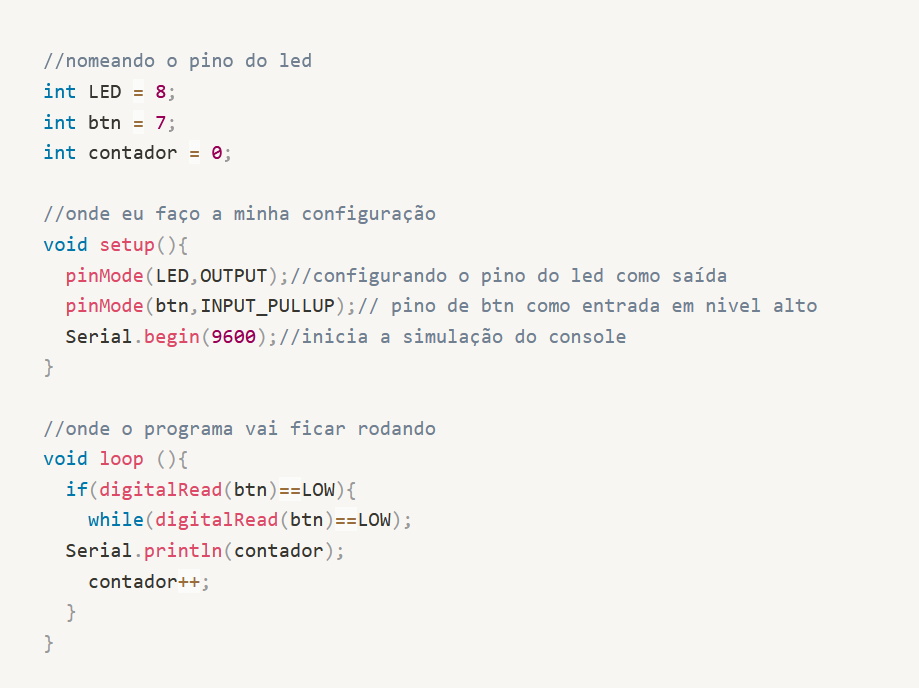 //nomeando o pino do led
int LED = 8;
int btn = 7;
int contador = 0;

//onde eu faço a minha configuração
void setup(){
  pinMode(LED,OUTPUT);//configurando o pino do led como saída
  pinMode(btn,INPUT_PULLUP);// pino de btn como entrada em nivel alto
  Serial.begin(9600);//inicia a simulação do console
}

//onde o programa vai ficar rodando
void loop (){
  if(digitalRead(btn)==LOW){
    while(digitalRead(btn)==LOW);
  Serial.println(contador);
    contador++;
  }
}